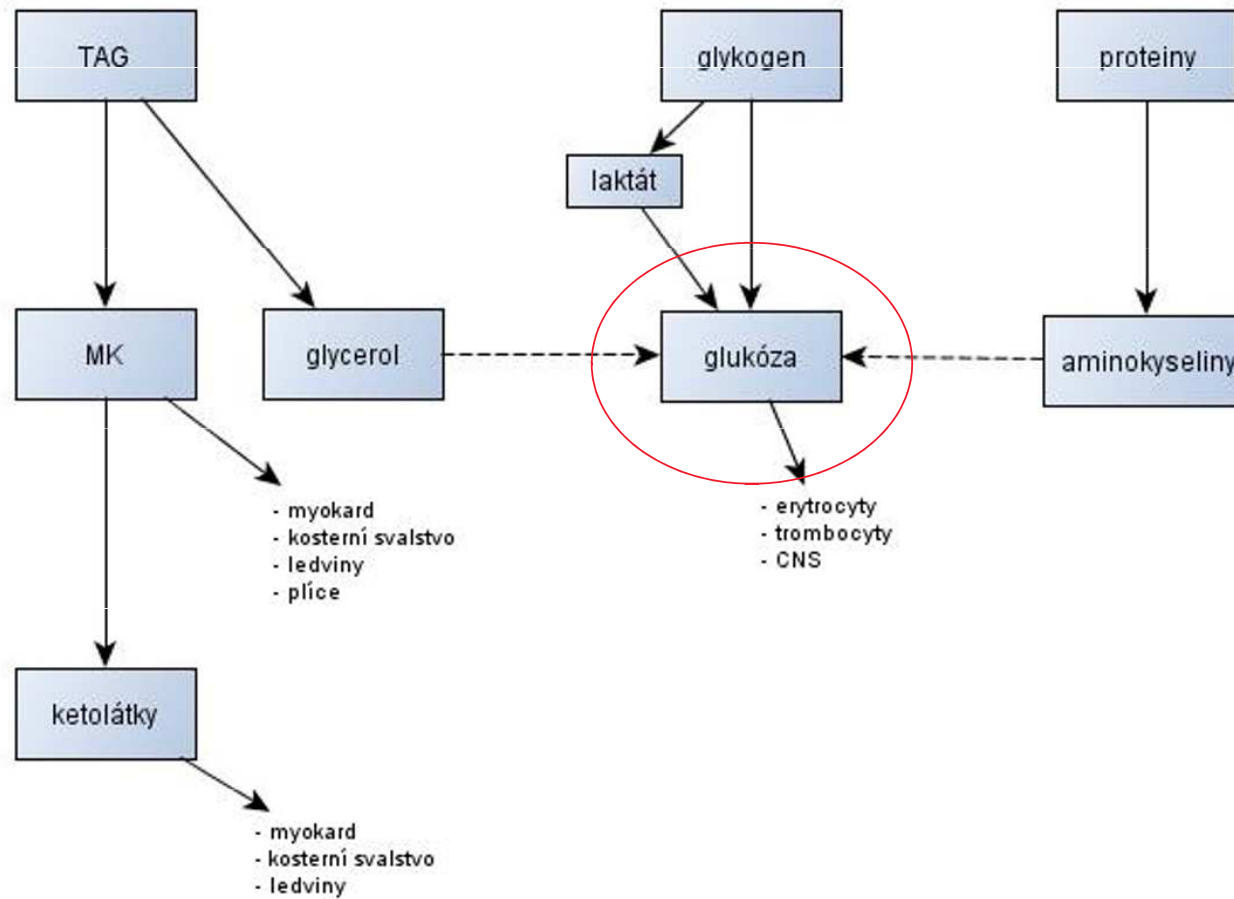 TAG
glykogen
proteiny
laktát
MK
glycerol
glukóza
aminokyseliny
- myokard
- kosterní svalstvo
- ledviny
- plíce
- erytrocyty
- trombocyty
- CNS
ketolátky
- myokard
- kosterní svalstvo
- ledviny